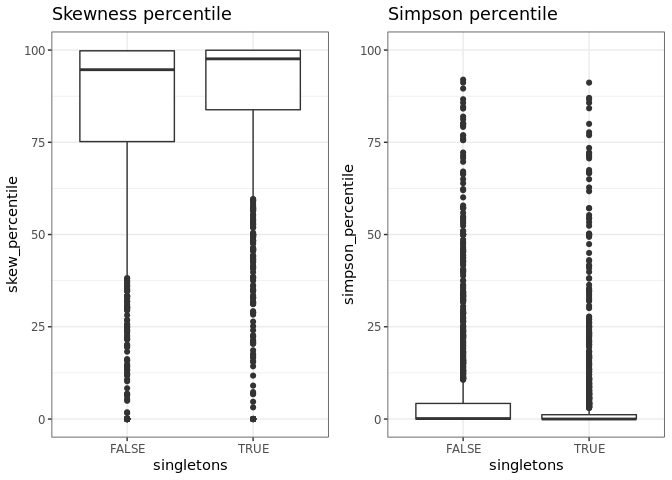 Skewness percentile
skew_percentile
100
75
50
25
0
FALSE
TRUE
singletons
Simpson percentile
simpson_percentile
100
75
50
25
0
FALSE
TRUE
singletons